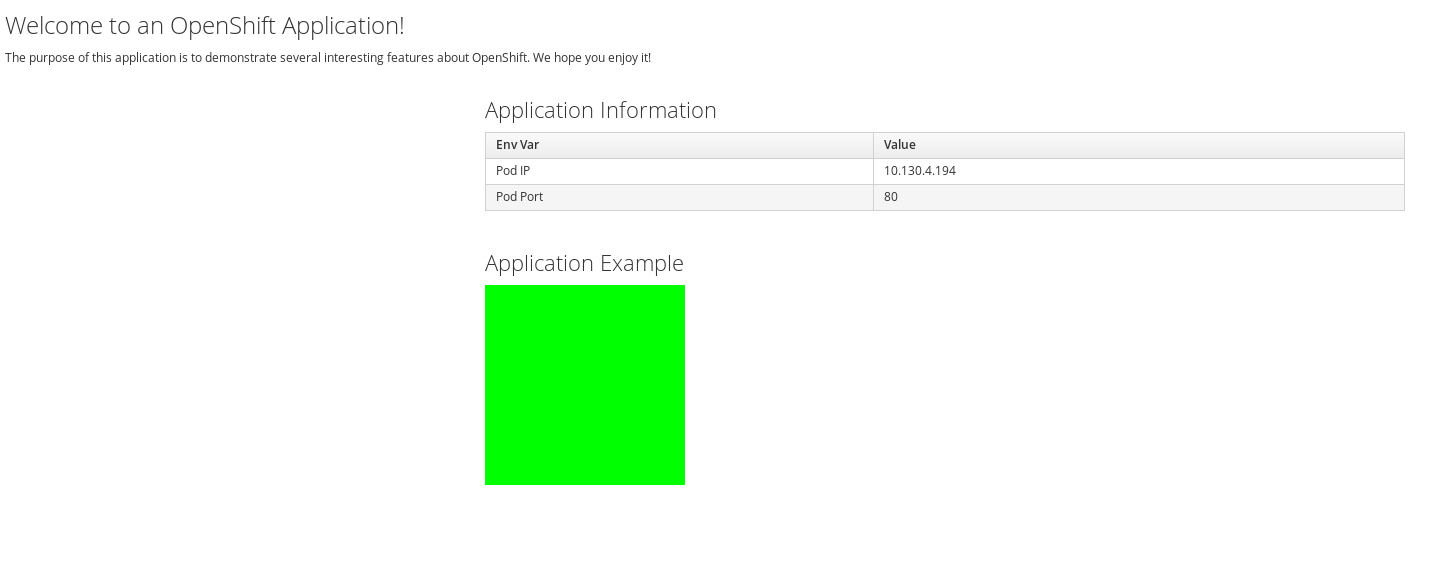 Welcome to an OpenShift Application!
The purpose of this application is to demonstrate several interesting features about OpenShift. We hope you enjoy it!
Application Information
Env Var Value
Pod IP 10.130.4.194
Pod Port 80
Application Example